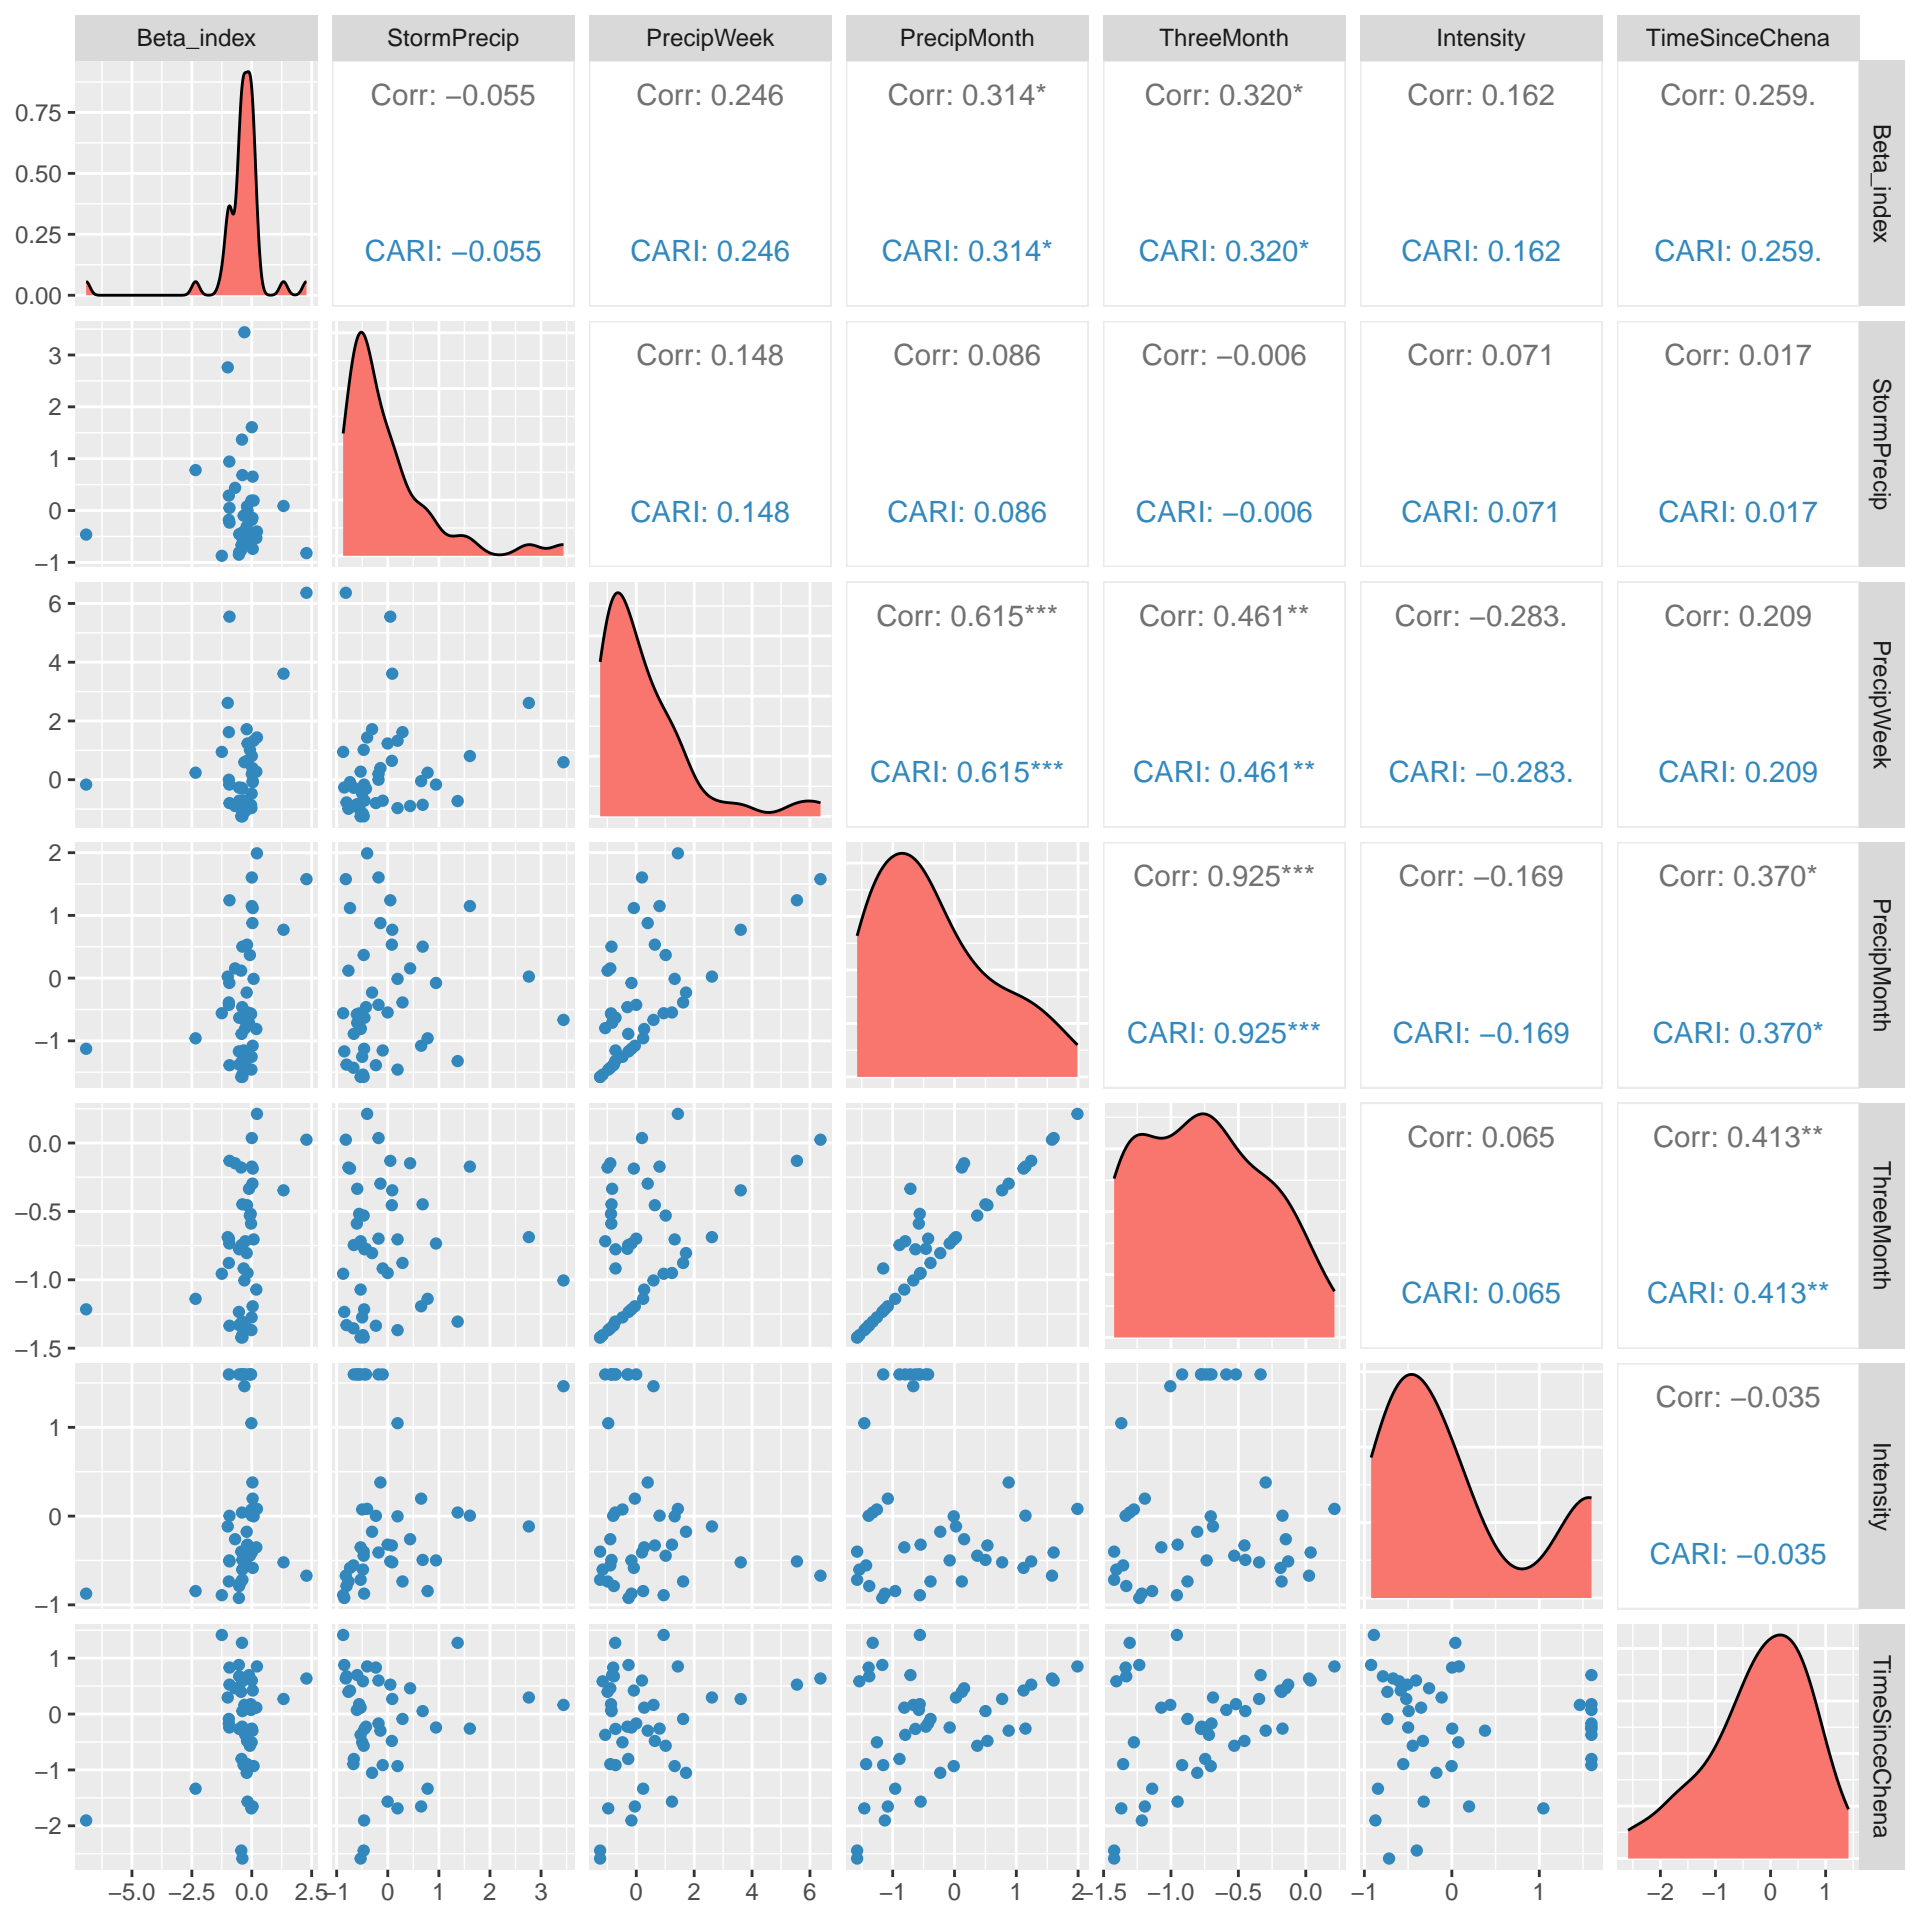 Beta_index StormPrecip PrecipWeek PrecipMonth ThreeMonth Intensity TimeSinceChena
Corr: −0.055 Corr: 0.246 Corr: 0.314* Corr: 0.320* Corr: 0.162 Corr: 0.259.
0.75
0.50
0.25
0.00
Beta_index
CARI: −0.055 CARI: 0.246 CARI: 0.314* CARI: 0.320* CARI: 0.162 CARI: 0.259.
Corr: 0.148 Corr: 0.086 Corr: −0.006 Corr: 0.071 Corr: 0.017
3
2
1
0
−1
StormPrecip
CARI: 0.148 CARI: 0.086 CARI: −0.006 CARI: 0.071 CARI: 0.017
Corr: 0.615*** Corr: 0.461** Corr: −0.283. Corr: 0.209
6
4
2
0
PrecipWeek
CARI: 0.615*** CARI: 0.461** CARI: −0.283. CARI: 0.209
Corr: 0.925*** Corr: −0.169 Corr: 0.370*
2
1
0
−1
PrecipMonth
CARI: 0.925*** CARI: −0.169 CARI: 0.370*
Corr: 0.065 Corr: 0.413**
0.0
−0.5
−1.0
−1.5
ThreeMonth
CARI: 0.065 CARI: 0.413**
Corr: −0.035
1
0
−1
Intensity
CARI: −0.035
1
0
−1
−2
TimeSinceChena
−5.0 −2.5 0.0 2.5 −1 0 1 2 3 0 2 4 6 −1 0 1 2 −1.5 −1.0 −0.5 0.0 −1 0 1 −2 −1 0 1